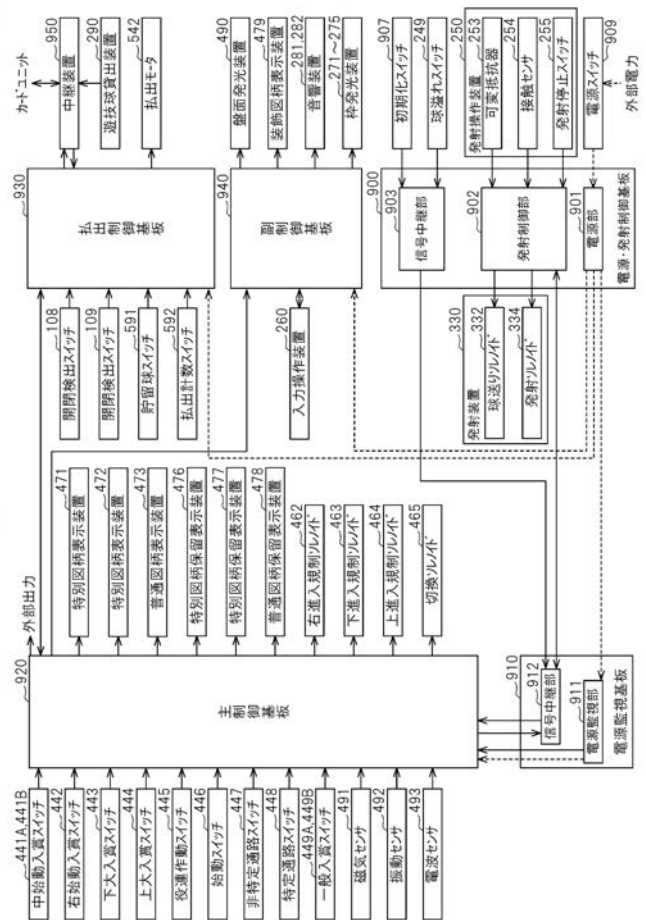 外部出力
920
主制御基板
441A,441B
中始動入賞スイッチ
442
右始動入賞スイッチ
443
下大入賞スイッチ
444
上大入賞スイッチ
445
役連作動スイッチ
446
始動スイッチ
447
非特定通路スイッチ
448
特定通路スイッチ
449A,449B
一般入賞スイッチ
491
磁気センサ
492
振動センサ
493
電波センサ
471
特別図柄表示装置
472
特別図柄表示装置
473
普通図柄表示装置
476
特別図柄保留表示装置
477
特別図柄保留表示装置
478
普通図柄保留表示装置
462
右進入規制ソレノイド
463
下進入規制ソレノイド
464
上進入規制ソレノイド
465
切換ソレノイド
910
912
信号中継部
911
電源監視部
電源監視基板
930
払出制御基板
108
開閉検出スイッチ
109
開閉検出スイッチ
591
貯留球スイッチ
592
払出計数スイッチ
カードユニット
950
中継装置
290
遊技球貸出装置
542
払出モータ
940
副制御基板
260
入力操作装置
490
盤面発光装置
479
装飾図柄表示装置
281,282
音響装置
271～275
枠発光装置
900
903
信号中継部
902
発射制御部
901
電源部
電源・発射制御基板
330
発射装置
332
球送りソレノイド
334
発射ソレノイド
907
初期化スイッチ
249
球溢れスイッチ
250
発射操作装置
253
可変抵抗器
254
接触センサ
255
発射停止スイッチ
909
電源スイッチ
外部電力